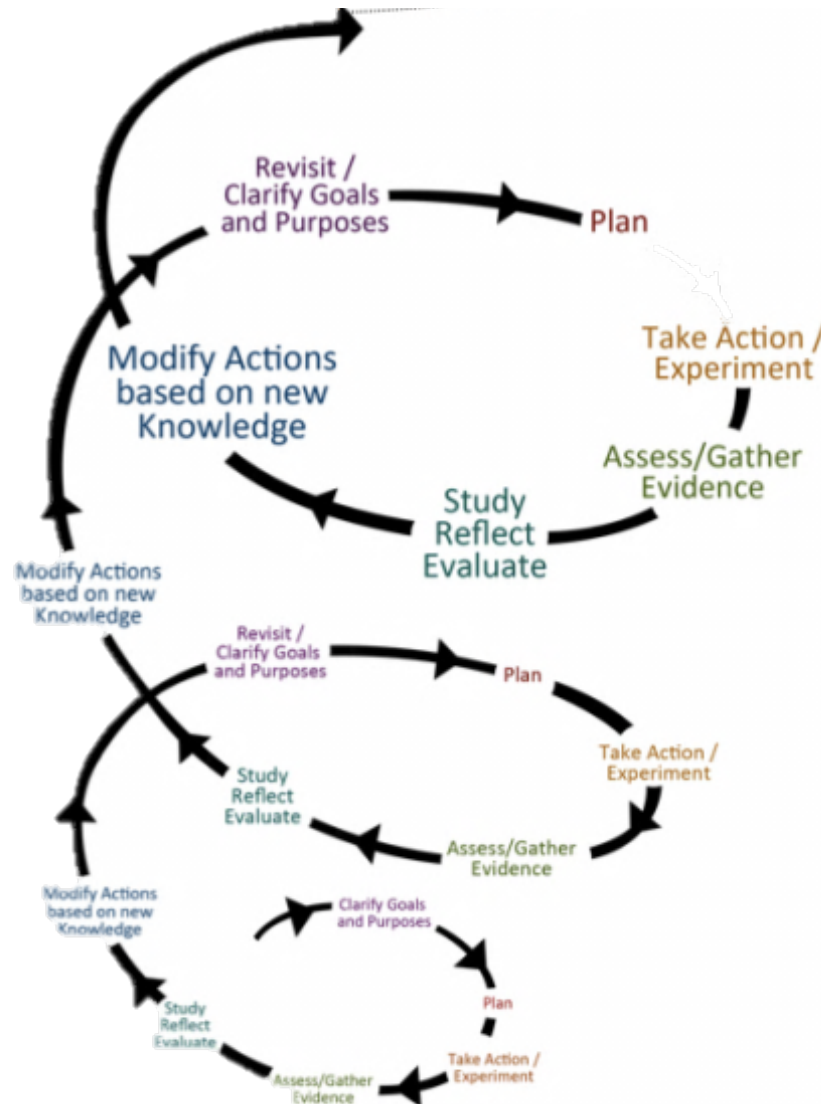 Revisit /
Clarify Goals
and Purposes
Plan
Take Action /
Experiment
Assess/Gather
Evidence
Study
Reflect
Evaluate
Modify Actions
based on new
Knowledge
Modify Actions
based on new
Knowledge
Revisit /
Clarify Goals
and Purposes
Plan
Take Action /
Experiment
Assess/Gather
Evidence
Study
Reflect
Evaluate
Modify Actions
based on new
Knowledge
Clarify Goals
and Purposes
Plan
Take Action /
Experiment
Assess/Gather
Evidence
Study
Reflect
Evaluate